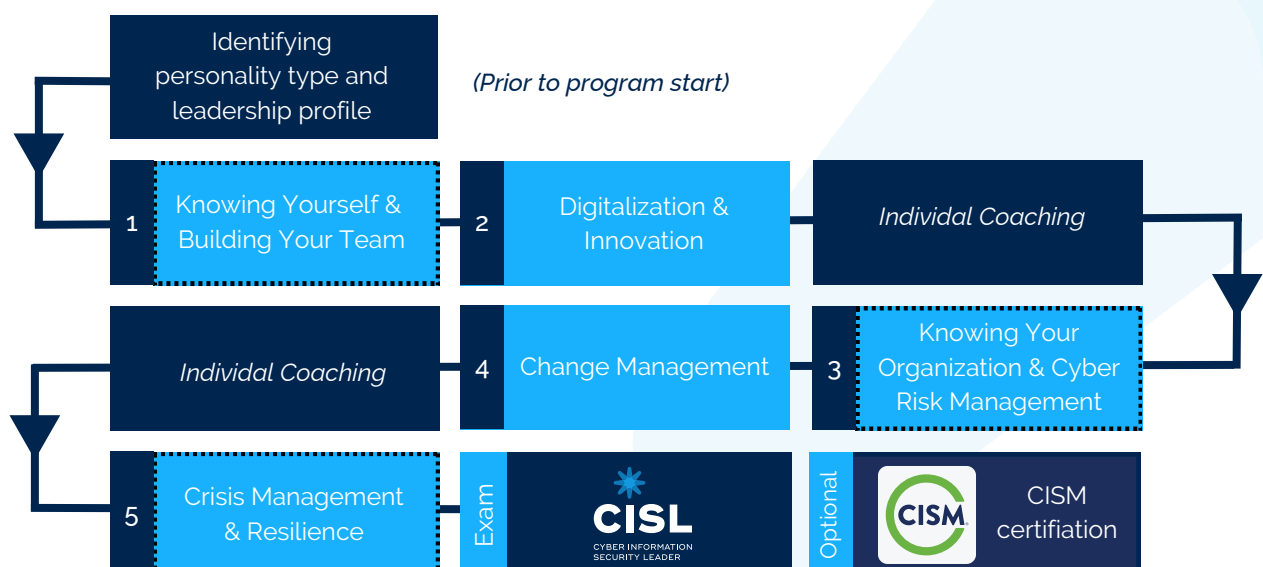 Identifying
personality type and
leadership profile
(Prior to program start)
1
Knowing Yourself &
Building Your Team
2
Digitalization &
Innovation
Individal Coaching
Individal Coaching
4
Change Management
3
Knowing Your
Organization & Cyber
Risk Management
5
Crisis Management
& Resilience
Exam
CISL
CYBER INFORMATION
SECURITY LEADER
Optional
CISM
CISM
certifiation